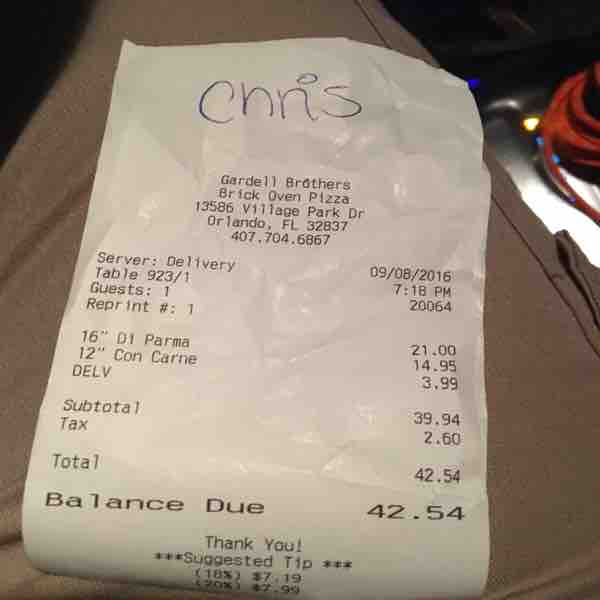 Chris
Gardell Brothers
Brick Oven Pizza
13586 Village Park Dr
Orlando, FL 32837
407.704.6867
Server: Delivery 09/08/2016
Table 923/1 7:18 PM
Guests: 1 20064
Reprint #: 1
16" Di Parma 21.00
12" Con Carne 14.95
DELV 3.99
Subtotal 39.94
Tax 2.60
Total 42.54
Balance Due 42.54
Thank You!
***Suggested Tip ***
(18%) $7.19
(20%) $7.99